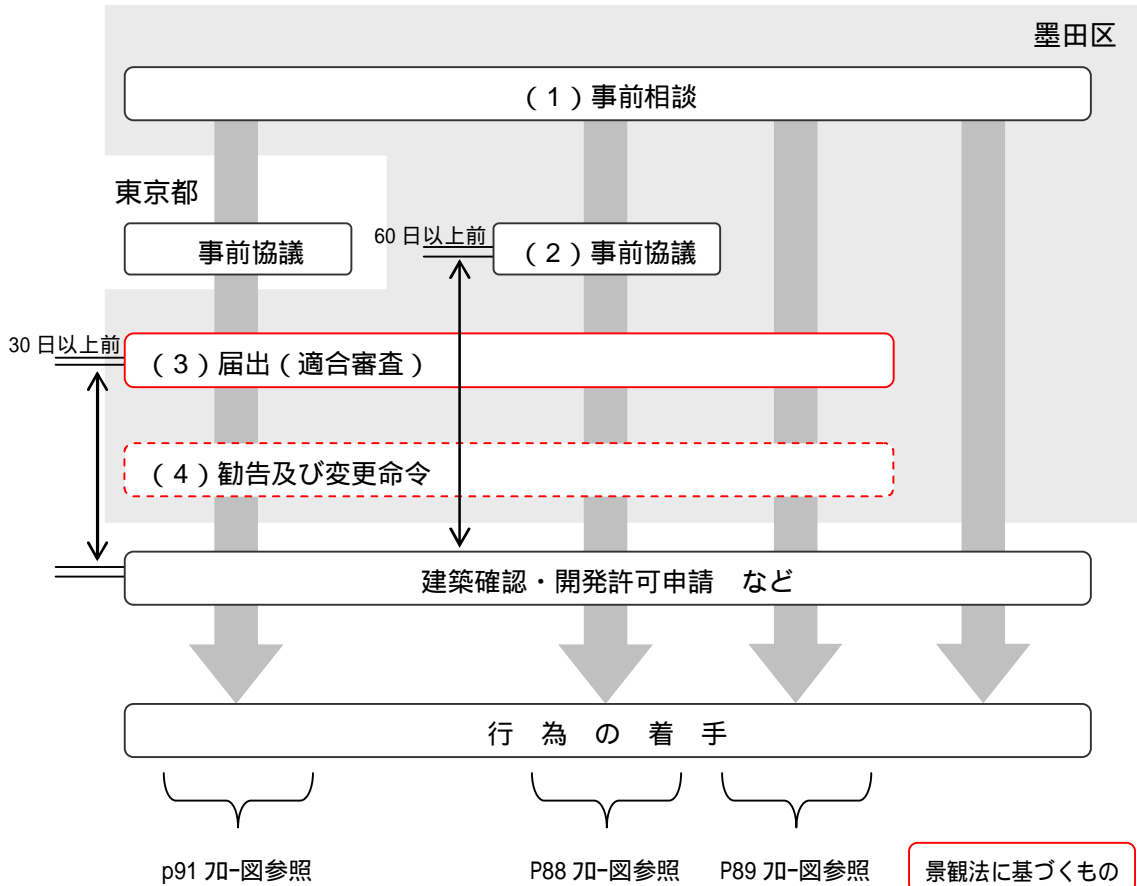 墨田区
(1)事前相談
東京都
事前協議
60日以上前
(2)事前協議
30日以上前
(3)届出(適合審査)
(4)勧告及び変更命令
建築確認・開発許可申請 など
行 為 の 着 手
p91 フロー図参照
P88 フロー図参照
P89 フロー図参照
景観法に基づくもの